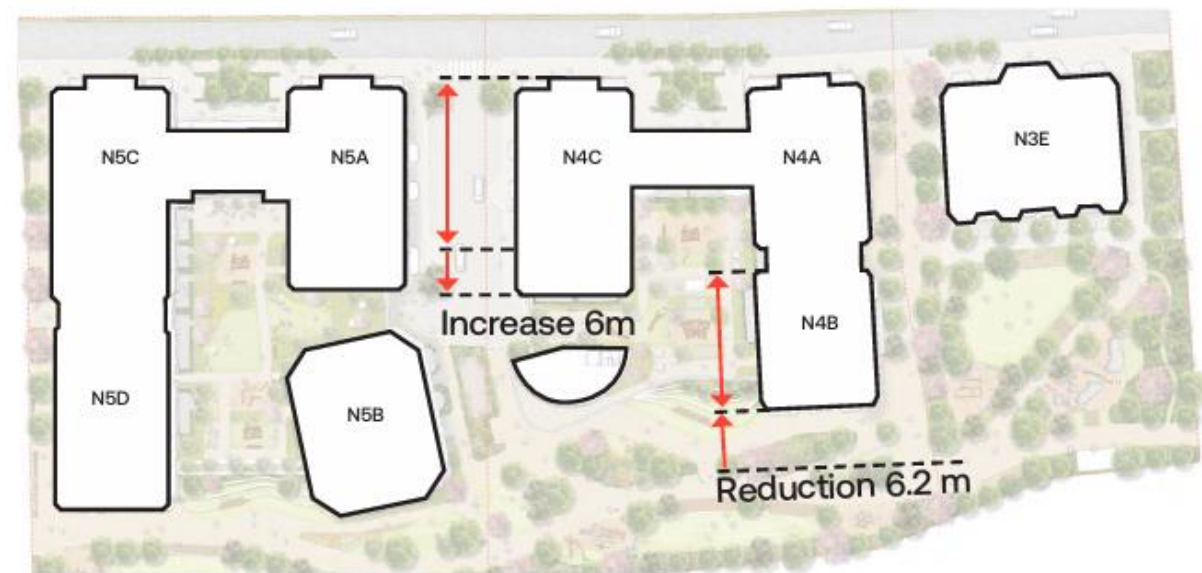 N5C
N5A
N4C
N4A
N3E
Increase 6m
N4B
N5D
N5B
Reduction 6.2 m